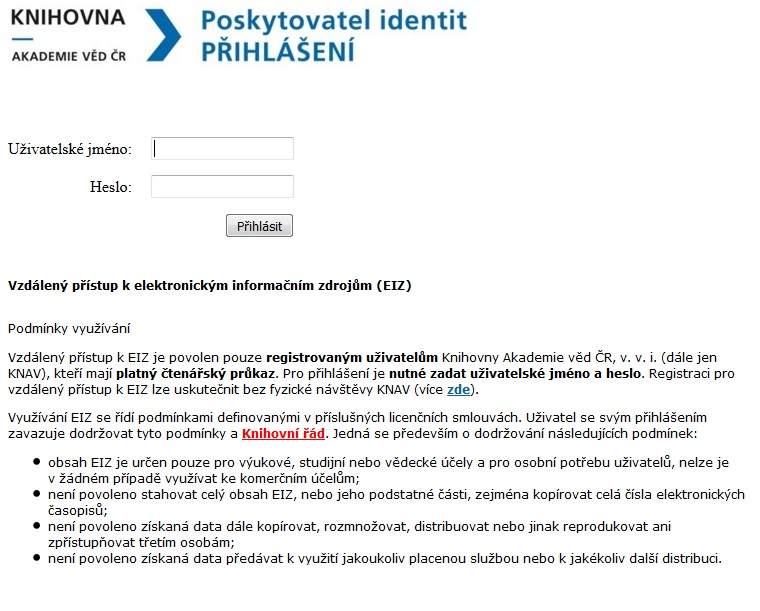 KNIHOVNA
AKADEMIE VĚD ČR
Poskytovatel identit
PŘIHLÁŠENÍ
Uživatelské jméno:
Heslo:
Přihlásit
Vzdálený přístup k elektronickým informačním zdrojům (EIZ)
Podmínky využívání
Vzdálený přístup k EIZ je povolen pouze registrovaným uživatelům Knihovny Akademie věd ČR, v. v. i. (dále jen
KNAV), kteří mají platný čtenářský průkaz. Pro přihlášení je nutné zadat uživatelské jméno a heslo. Registraci pro
vzdálený přístup k EIZ lze uskutečnit bez fyzické návštěvy KNAV (více zde).
Využívání EIZ se řídí podmínkami definovanými v příslušných licenčních smlouvách. Uživatel se svým přihlášením
zavazuje dodržovat tyto podmínky a Knihovní řád. Jedná se především o dodržování následujících podmínek:
● obsah EIZ je určen pouze pro výukové, studijní nebo vědecké účely a pro osobní potřebu uživatelů, nelze je
v žádném případě využívat ke komerčním účelům;
● není povoleno stahovat celý obsah EIZ, nebo jeho podstatné části, zejména kopírovat celá čísla elektronických
časopisů;
● není povoleno získaná data dále kopírovat, rozmnožovat, distribuovat nebo jinak reprodukovat ani
zpřístupňovat třetím osobám;
● není povoleno získaná data předávat k využití jakoukoliv placenou službou nebo k jakékoliv další distribuci.